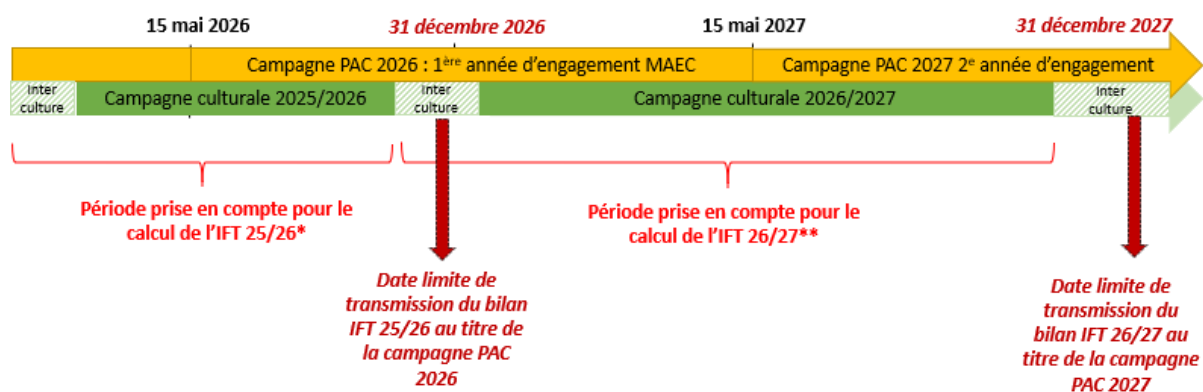 15 mai 2026
31 décembre 2026
15 mai 2027
31 décembre 2027
Campagne PAC 2026 : 1ère année d'engagement MAEC
Campagne PAC 2027 2e année d'engagement
Inter
culture
Campagne culturale 2025/2026
Inter
culture
Campagne culturale 2026/2027
Inter
culture
Période prise en compte pour le
calcul de l'IFT 25/26*
Période prise en compte pour le
calcul de l'IFT 26/27**
Date limite de
transmission du bilan
IFT 25/26 au titre de
la campagne PAC
2026
Date limite de
transmission du
bilan IFT 26/27 au
titre de la campagne
PAC 2027